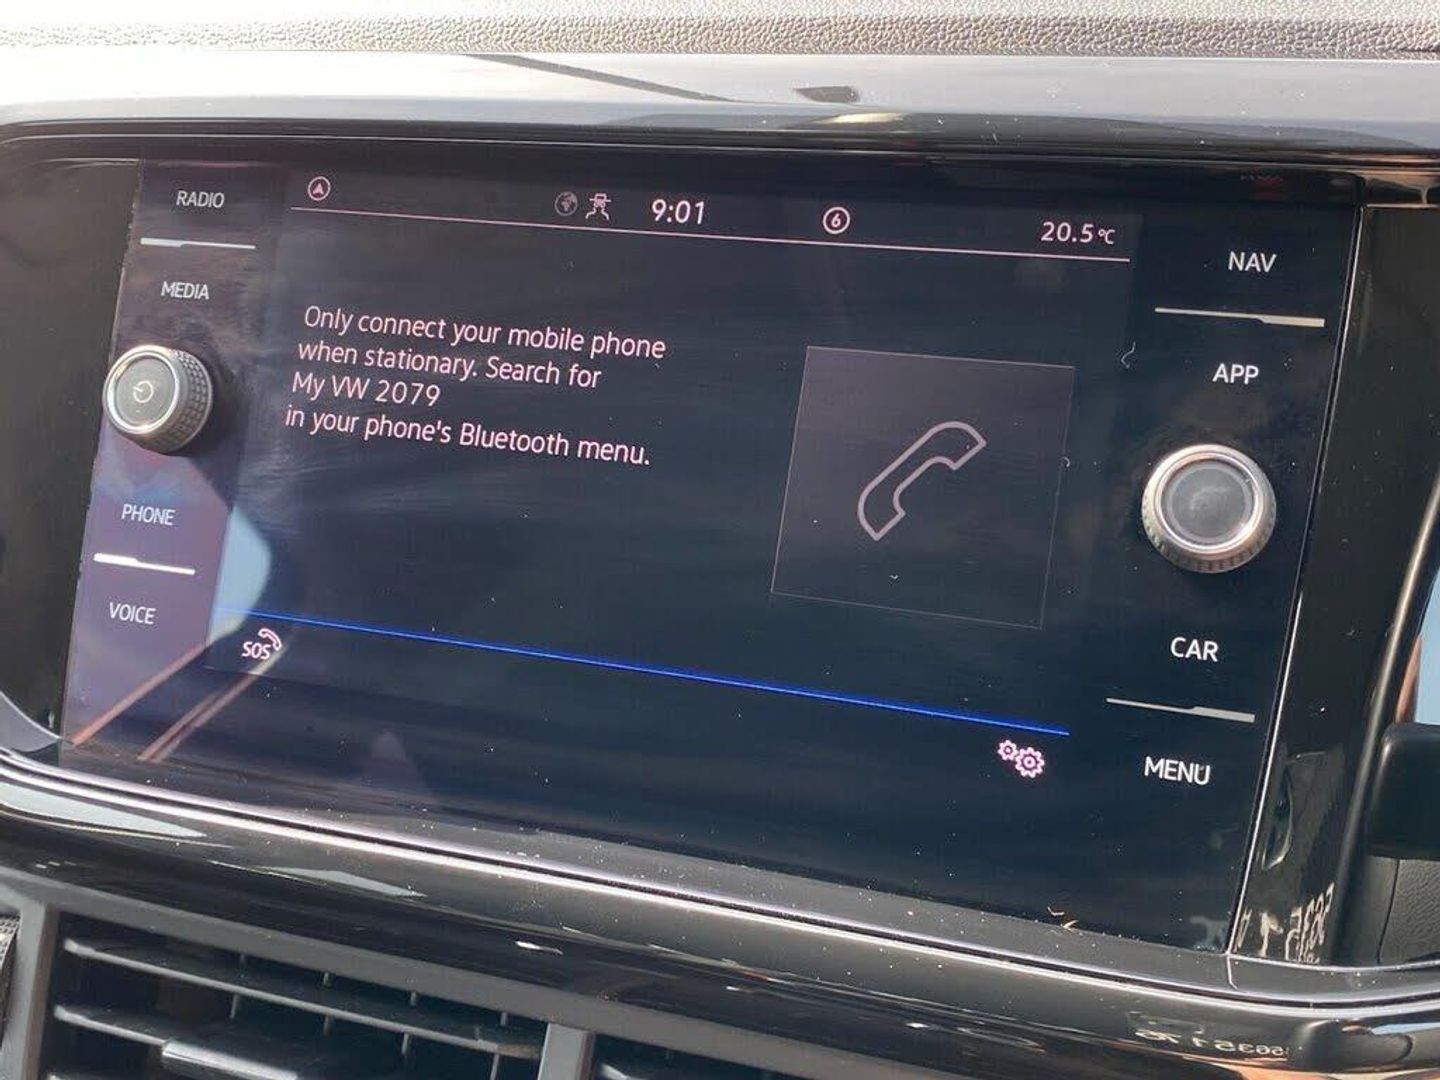 RADIO
9:01
6
20.5°C
NAV
MEDIA
Only connect your mobile phone
when stationary. Search for
My VW 2079
in your phone's Bluetooth menu.
APP
PHONE
VOICE
SOS
CAR
MENU